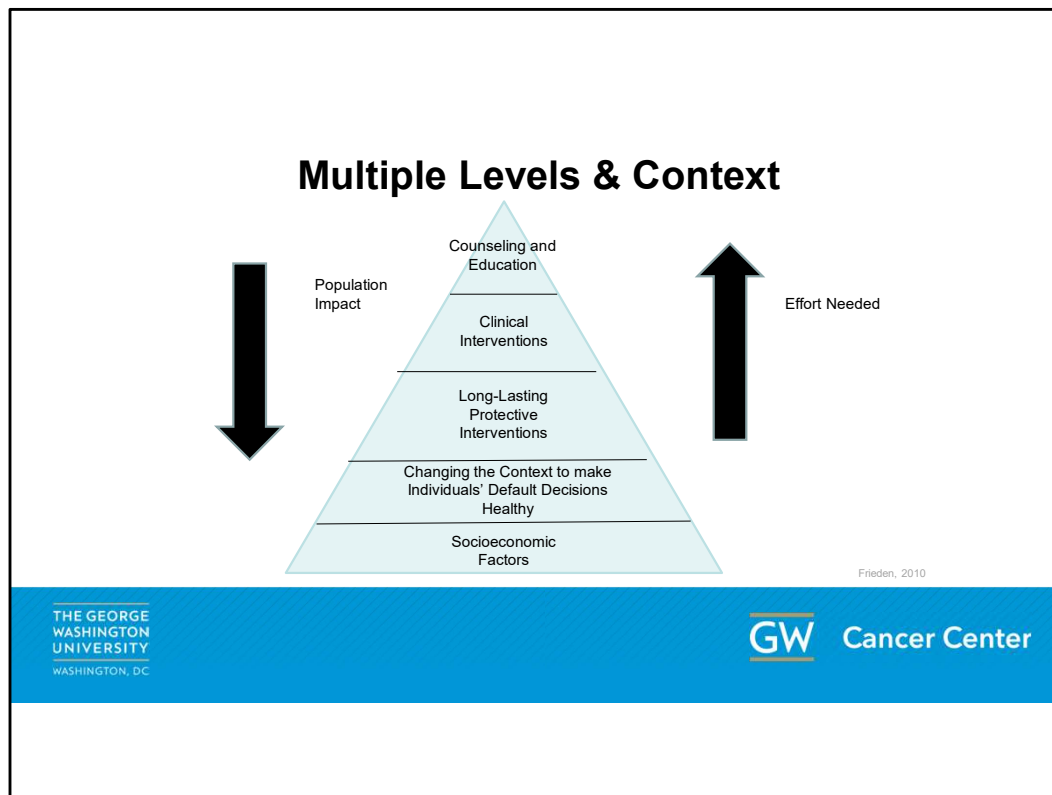 Multiple Levels & Context
Counseling and
Education
Population
Impact
Effort Needed
Clinical
Interventions
Long-Lasting
Protective
Interventions
Changing the Context to make
Individuals’ Default Decisions
Healthy
Socioeconomic
Factors
Frieden, 2010
THE GEORGE
WASHINGTON
UNIVERSITY
WASHINGTON, DC
GW Cancer Center